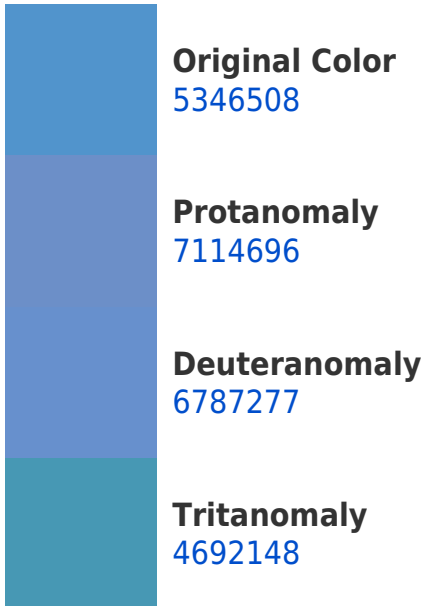 Original Color
5346508
Protanomaly
7114696
Deuteranomaly
6787277
Tritanomaly
4692148